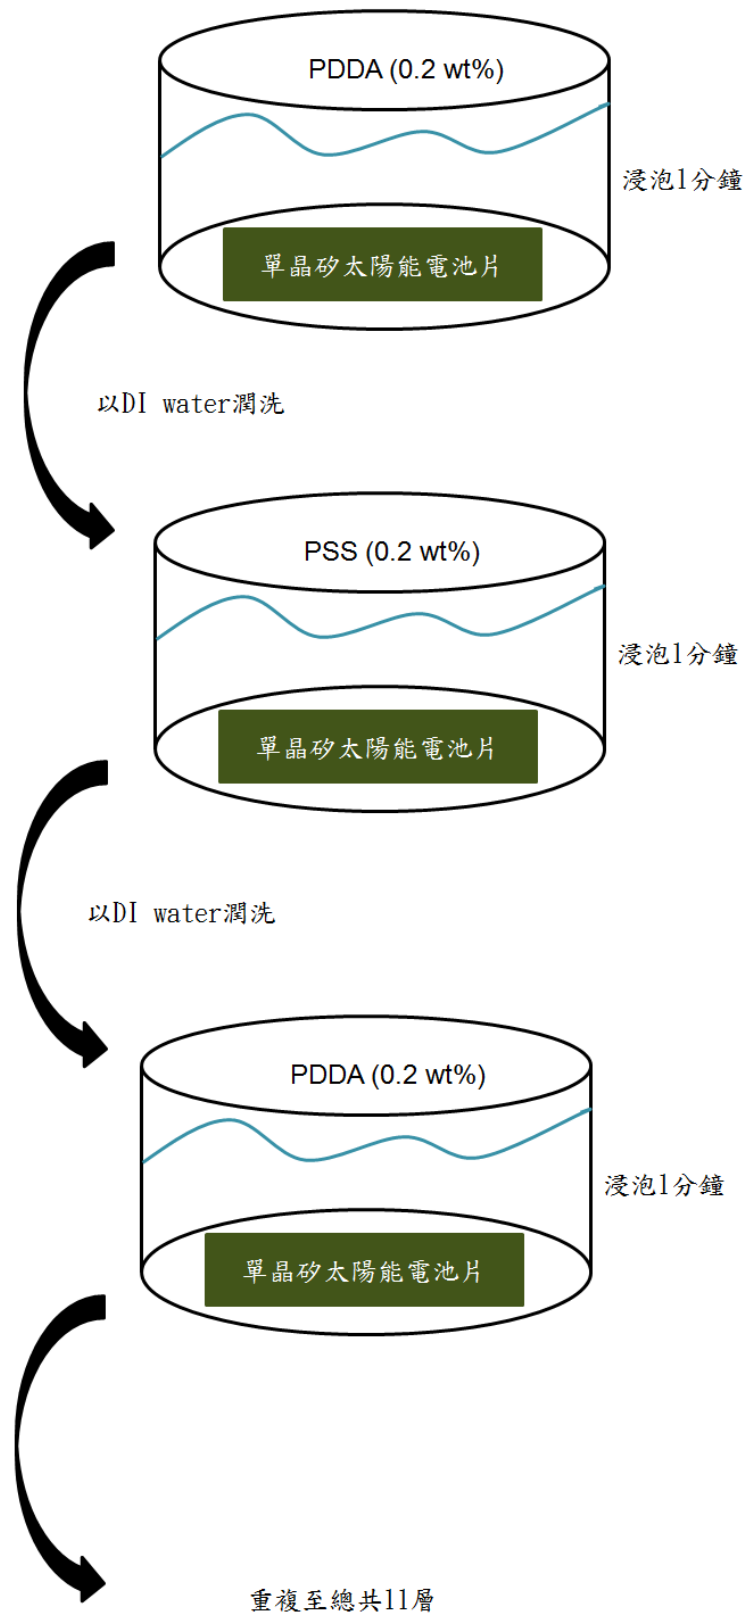 PDDA (0.2 wt%)
浸泡1分鐘
單晶矽太陽能電池片
以DI water潤洗
PSS (0.2 wt%)
浸泡1分鐘
單晶矽太陽能電池片
以DI water潤洗
PDDA (0.2 wt%)
浸泡1分鐘
單晶矽太陽能電池片
重複至總共11層